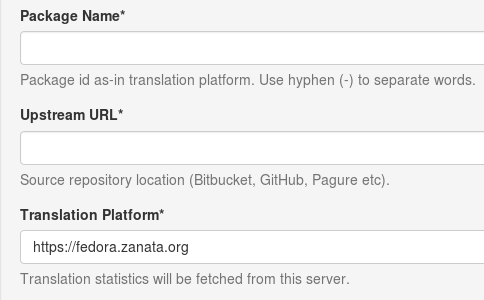 Package Name*
Package id as-in translation platform. Use hyphen (-) to separate words.
Upstream URL*
Source repository location (Bitbucket, GitHub, Pagure etc).
Translation Platform*
https://fedora.zanata.org
Translation statistics will be fetched from this server.